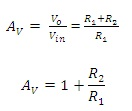 A_V = V_o / V_in = R_1+R_2 / R_1
A_V = 1 + R_2 / R_1